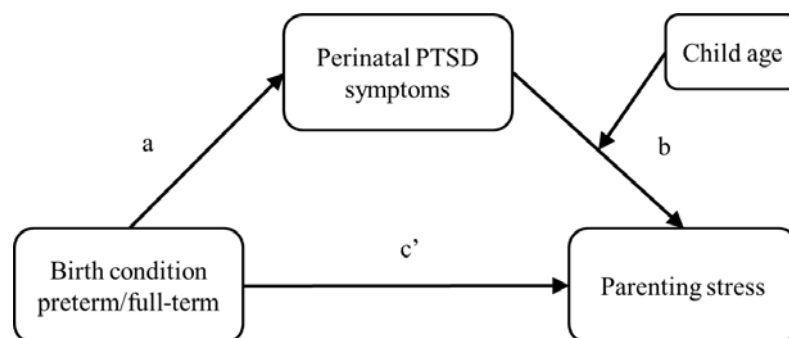 Perinatal PTSD
symptoms
Child age
a
b
c’
Birth condition
preterm/full-term
Parenting stress